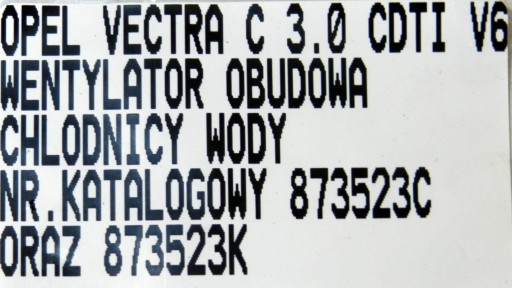 OPEL VECTRA C 3.0 CDTI V6
WENTYLATOR OBUDOWA
CHLODNICY WODY
NR.KATALOGOWY 873523C
ORAZ 873523K